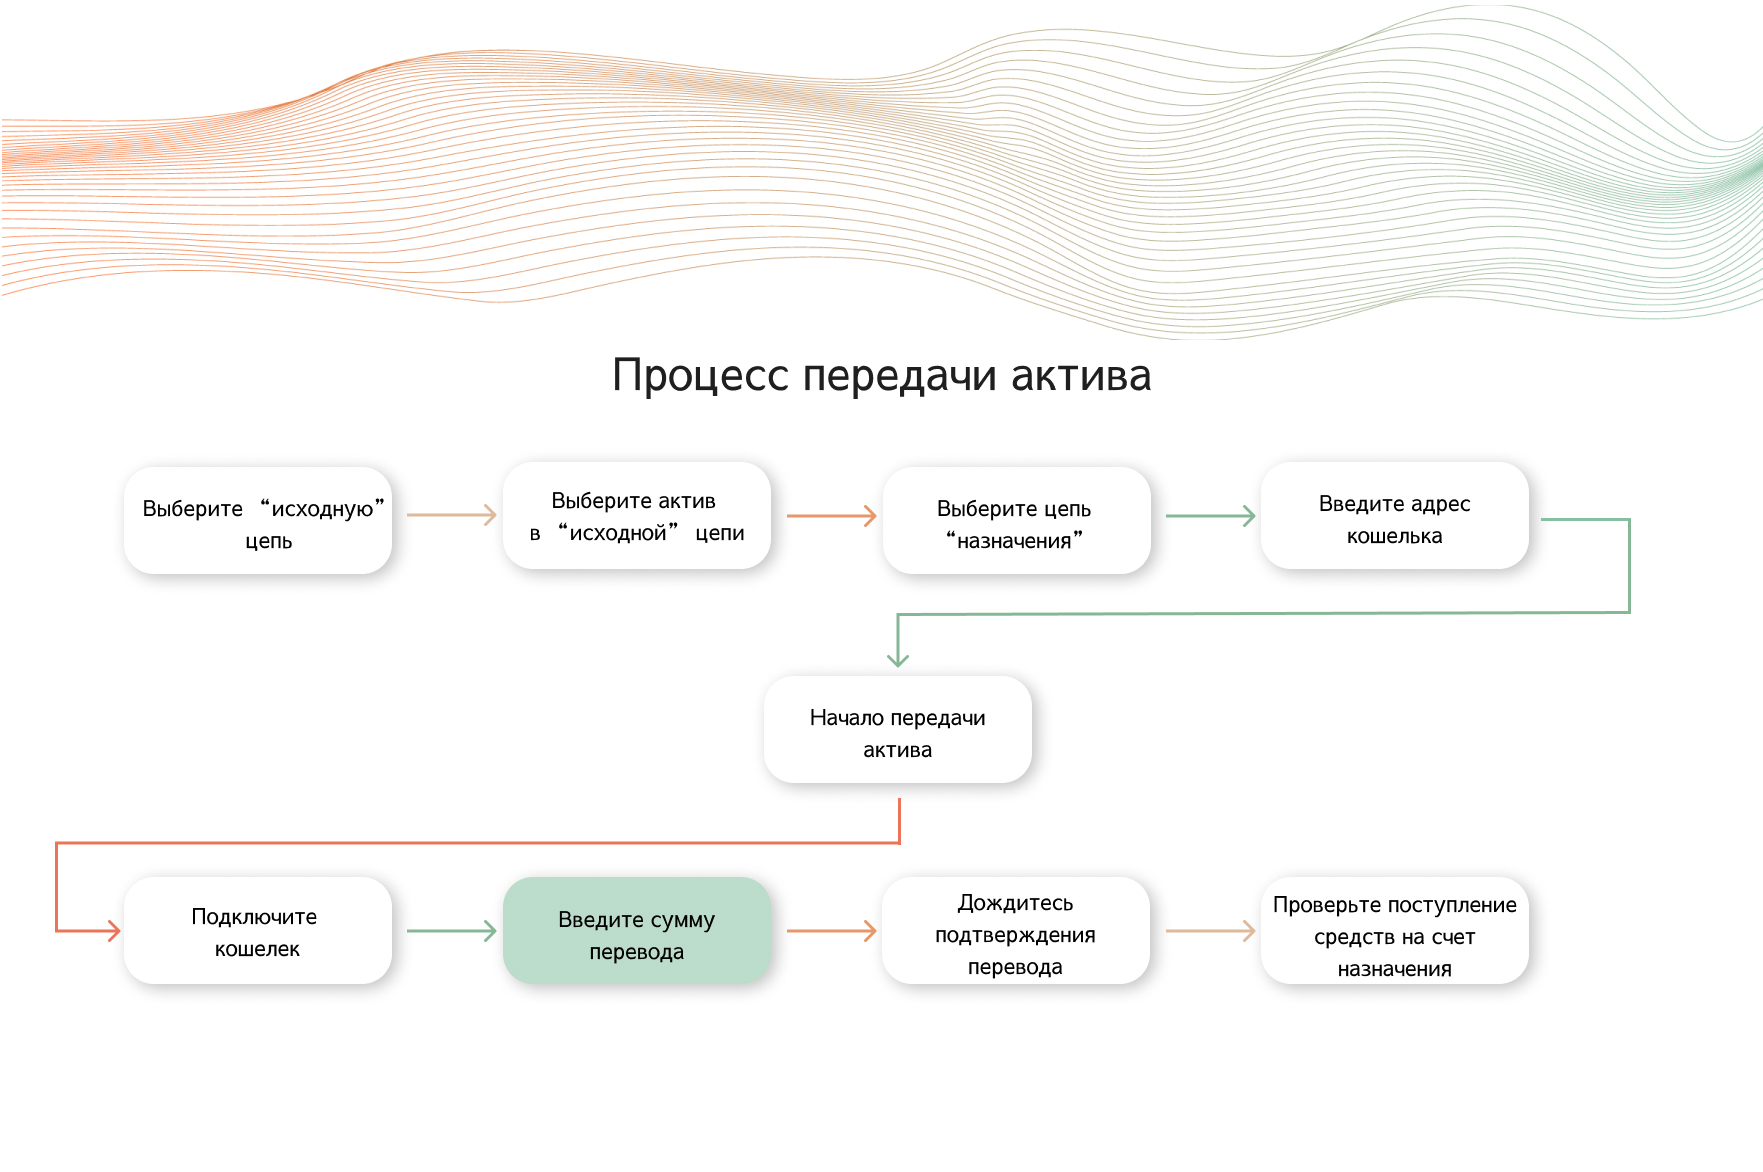 Процесс передачи актива
Выберите “исходную”
цепь
Выберите актив
в “исходной” цепи
Выберите цепь
“назначения”
Введите адрес
кошелька
Начало передачи
актива
Подключите
кошелек
Введите сумму
перевода
Дождитесь
подтверждения
перевода
Проверьте поступление
средств на счет
назначения